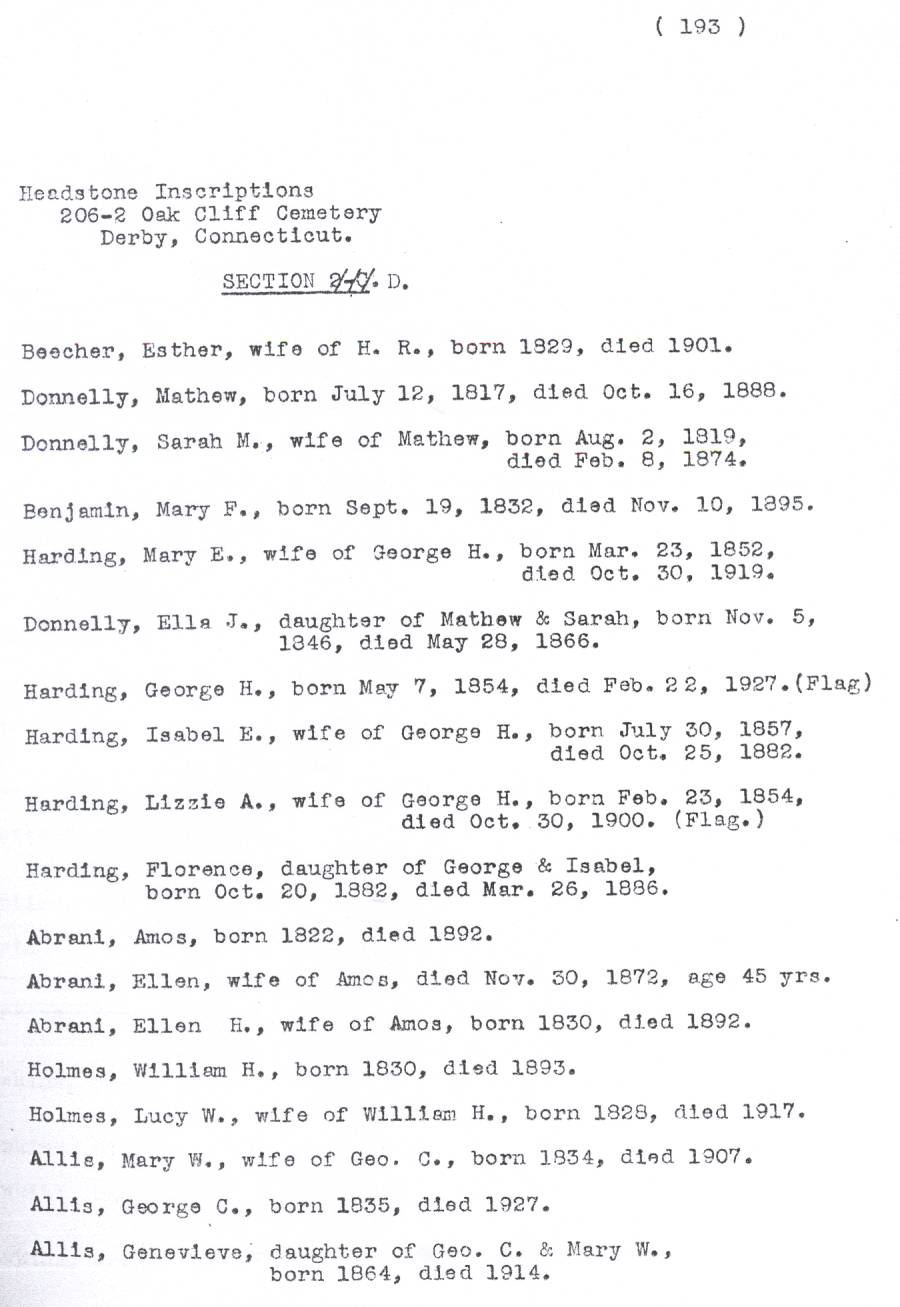 ( 193 )
Headstone Inscriptions
206-2 Oak Cliff Cemetery
Derby, Connecticut.
SECTION D.
Beecher, Esther, wife of H. R., born 1829, died 1901.
Donnelly, Mathew, born July 12, 1817, died Oct. 16, 1888.
Donnelly, Sarah M., wife of Mathew, born Aug. 2, 1819,
died Feb. 8, 1874.
Benjamin, Mary F., born Sept. 19, 1832, died Nov. 10, 1895.
Harding, Mary E., wife of George H., born Mar. 23, 1852,
died Oct. 30, 1919.
Donnelly, Ella J., daughter of Mathew & Sarah, born Nov. 5,
1846, died May 28, 1866.
Harding, George H., born May 7, 1854, died Feb. 22, 1927.(Flag)
Harding, Isabel E., wife of George H., born July 30, 1857,
died Oct. 25, 1882.
Harding, Lizzie A., wife of George H., born Feb. 23, 1854,
died Oct. 30, 1900. (Flag.)
Harding, Florence, daughter of George & Isabel,
born Oct. 20, 1882, died Mar. 26, 1886.
Abrani, Amos, born 1822, died 1892.
Abrani, Ellen, wife of Amos, died Nov. 30, 1872, age 45 yrs.
Abrani, Ellen H., wife of Amos, born 1830, died 1892.
Holmes, William H., born 1830, died 1893.
Holmes, Lucy W., wife of William H., born 1828, died 1917.
Allis, Mary W., wife of Geo. C., born 1834, died 1907.
Allis, George C., born 1835, died 1927.
Allis, Genevieve, daughter of Geo. C. & Mary W.,
born 1864, died 1914.